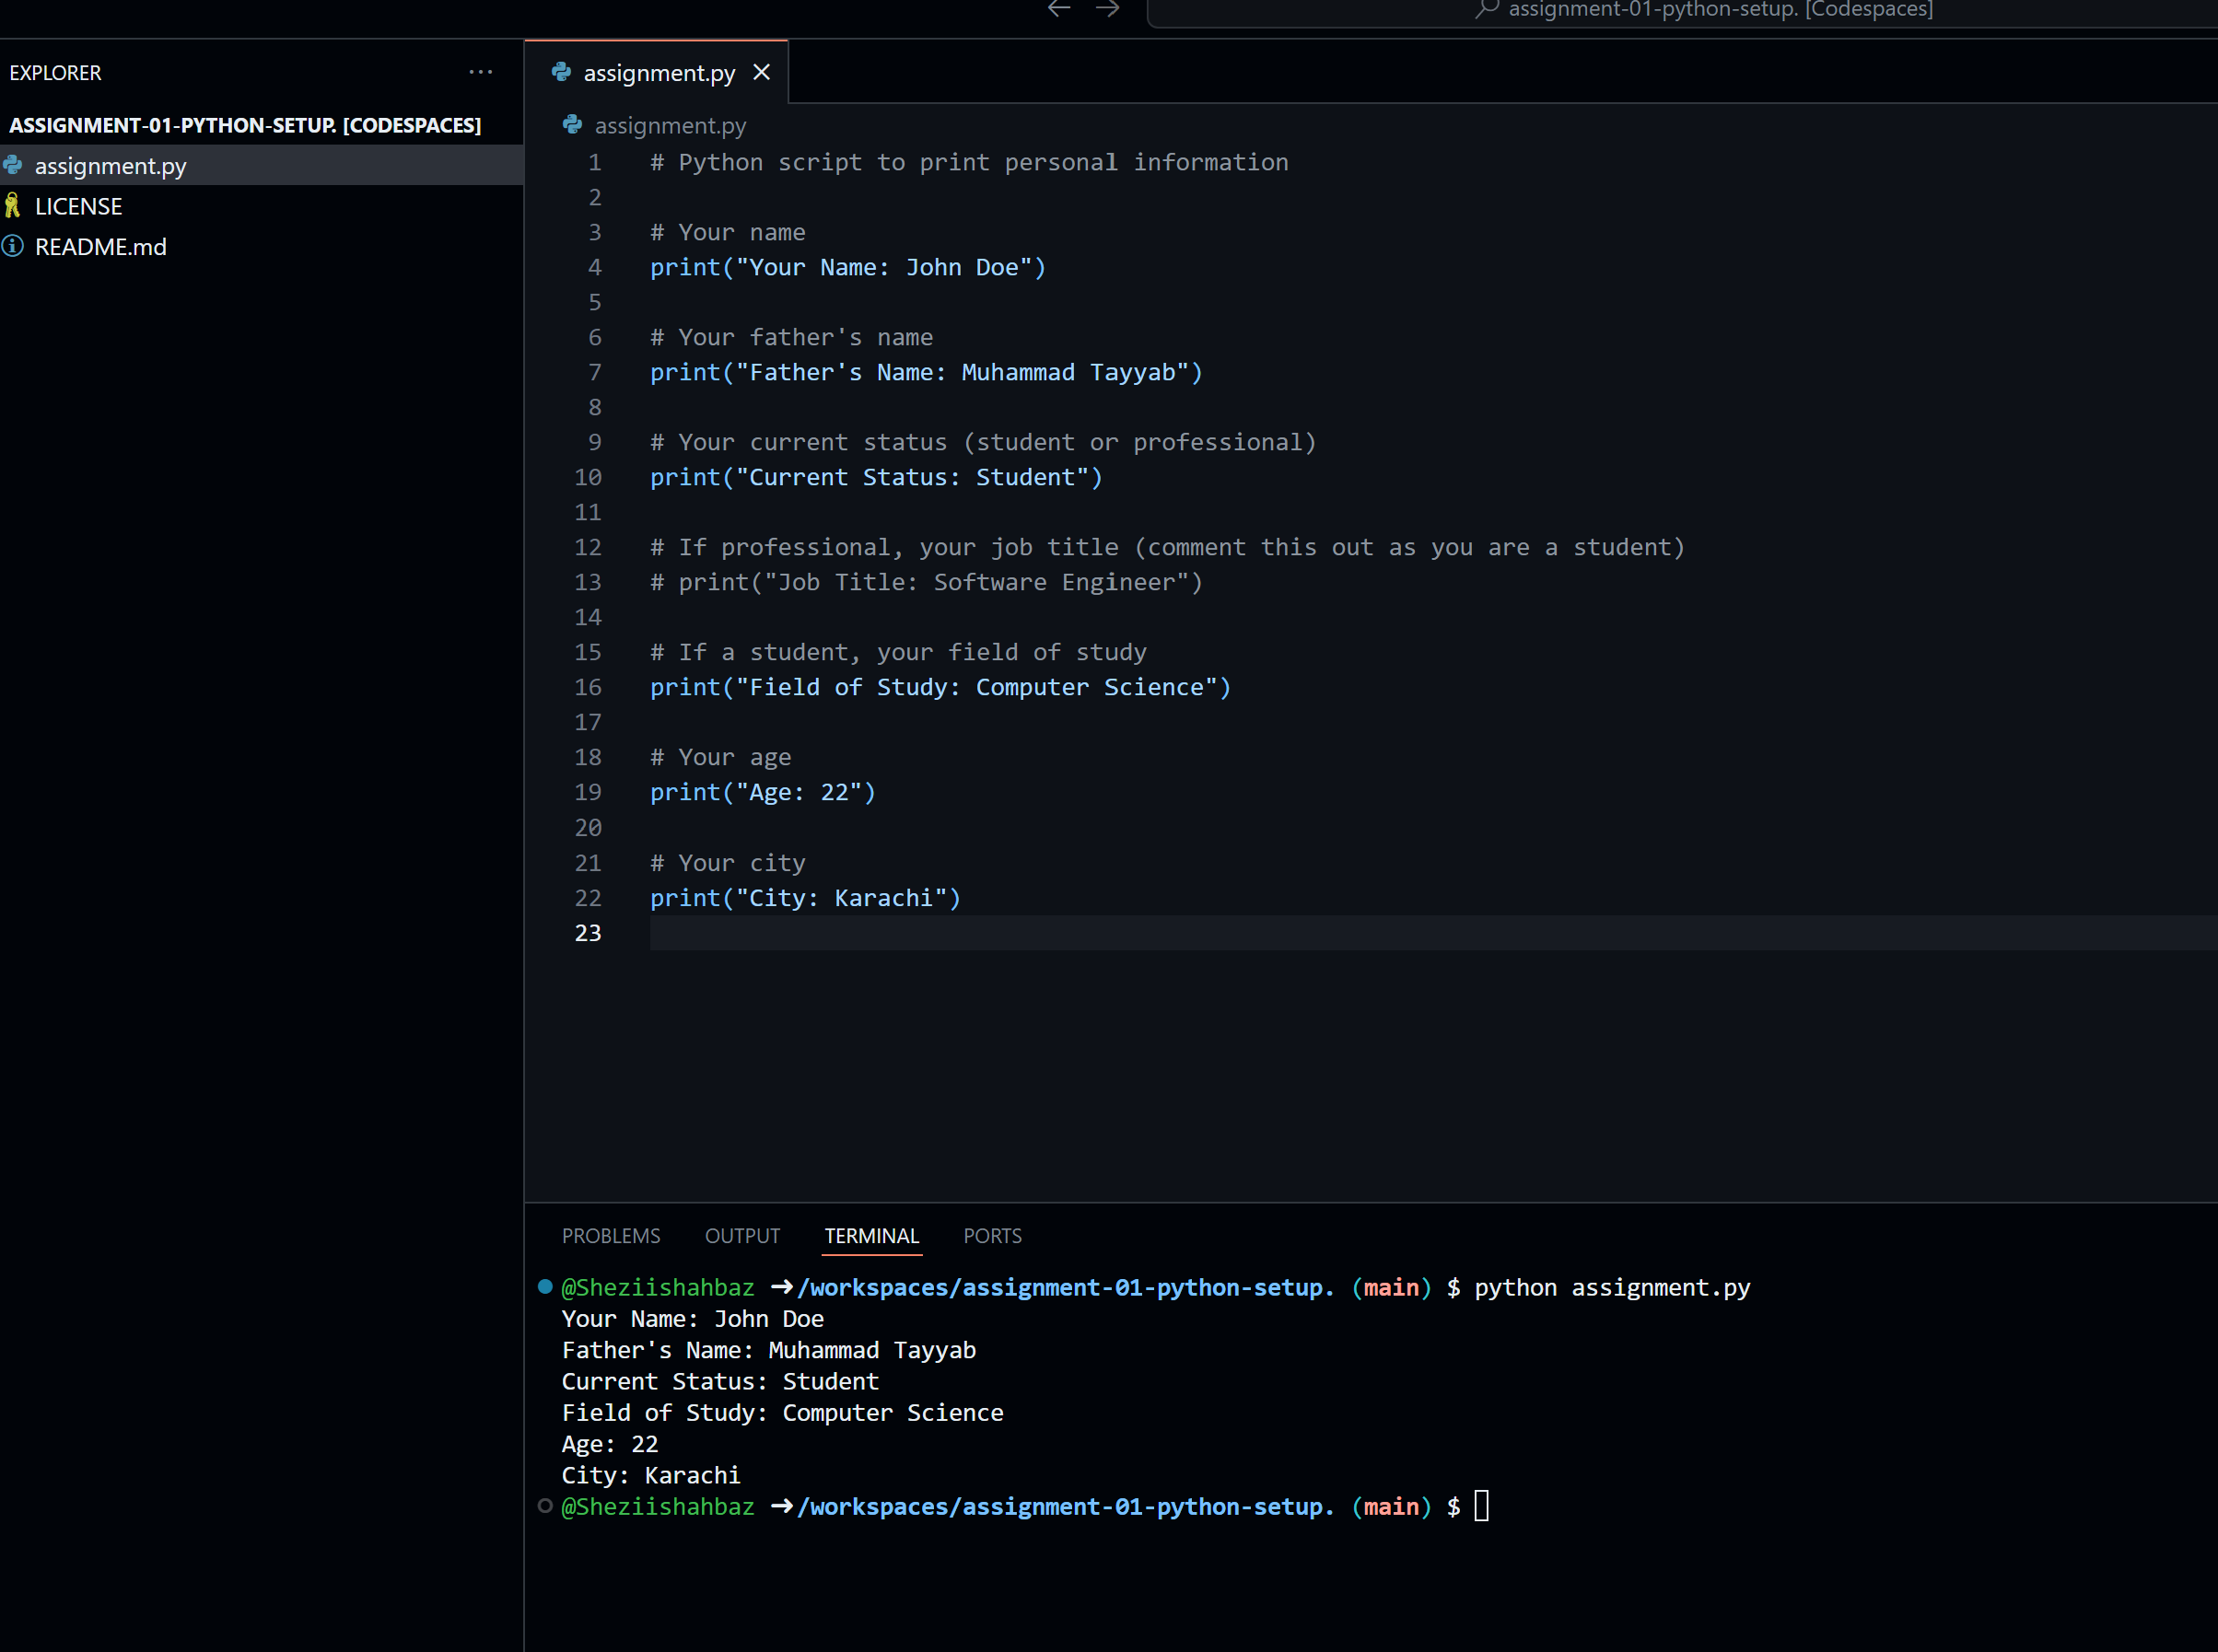 assignment-01-python-setup. [Codespaces]
EXPLORER ···
ASSIGNMENT-01-PYTHON-SETUP. [CODESPACES]
assignment.py
LICENSE
README.md
assignment.py
assignment.py
1 # Python script to print personal information
2
3 # Your name
4 print("Your Name: John Doe")
5
6 # Your father's name
7 print("Father's Name: Muhammad Tayyab")
8
9 # Your current status (student or professional)
10 print("Current Status: Student")
11
12 # If professional, your job title (comment this out as you are a student)
13 # print("Job Title: Software Engineer")
14
15 # If a student, your field of study
16 print("Field of Study: Computer Science")
17
18 # Your age
19 print("Age: 22")
20
21 # Your city
22 print("City: Karachi")
23
PROBLEMS OUTPUT TERMINAL PORTS
@Sheziishahbaz ➜/workspaces/assignment-01-python-setup. (main) $ python assignment.py
Your Name: John Doe
Father's Name: Muhammad Tayyab
Current Status: Student
Field of Study: Computer Science
Age: 22
City: Karachi
@Sheziishahbaz ➜/workspaces/assignment-01-python-setup. (main) $